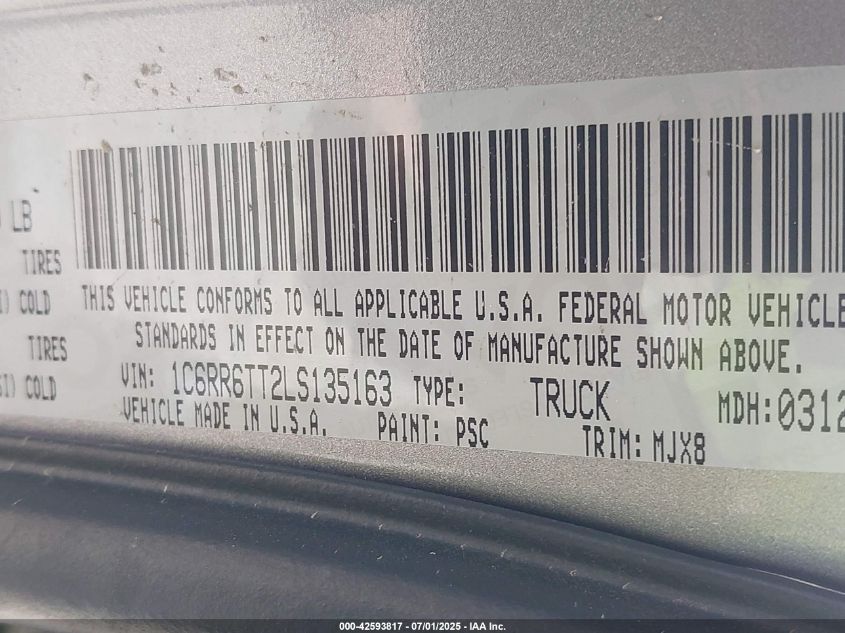 LB
TIRES
COLD
TIRES
COLD
THIS VEHICLE CONFORMS TO ALL APPLICABLE U.S.A. FEDERAL MOTOR VEHICLE
STANDARDS IN EFFECT ON THE DATE OF MANUFACTURE SHOWN ABOVE.
VIN: 1C6RR6TT2LS135163 TYPE: TRUCK MDH:0312
VEHICLE MADE IN U.S.A. PAINT: PSC TRIM: MJX8
000-42593817 - 07/01/2025 - IAA Inc.